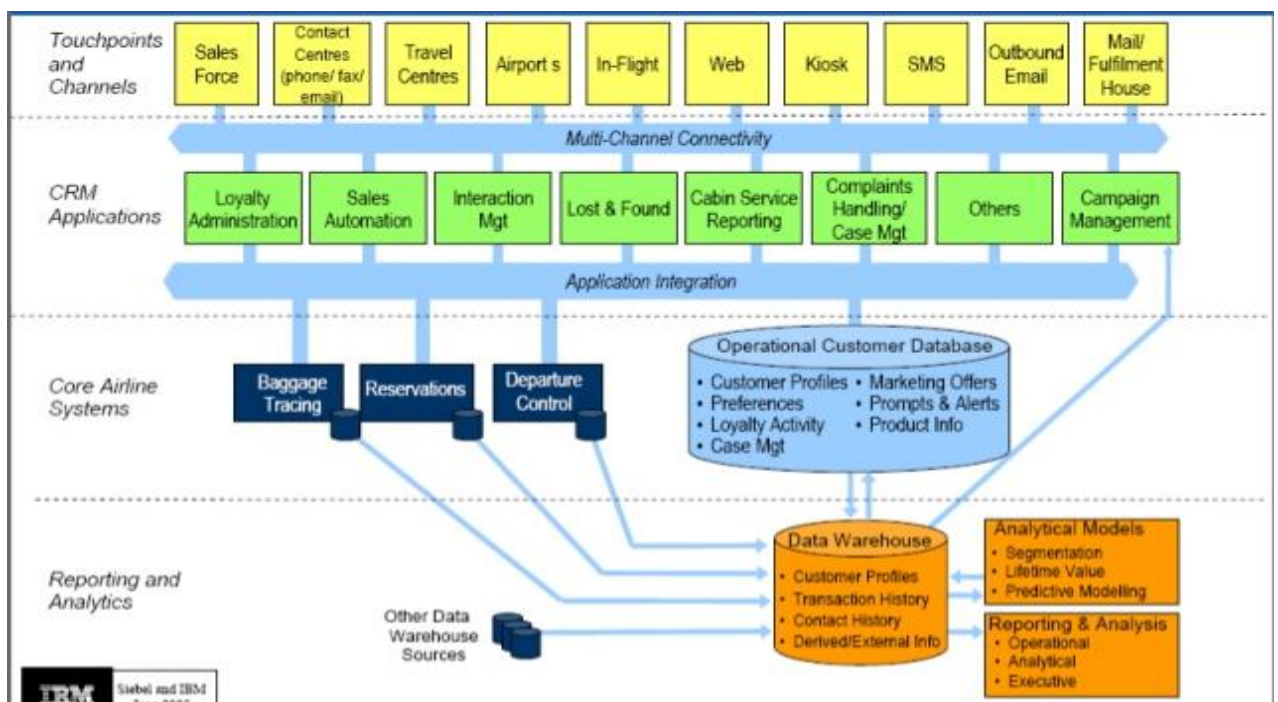 Touchpoints
and
Channels
Sales
Force
Contact
Centres
(phone/ fax/
email)
Travel
Centres
Airport s
In-Flight
Web
Kiosk
SMS
Outbound
Email
Mail/
Fulfilment
House
Multi-Channel Connectivity
CRM
Applications
Loyalty
Administration
Sales
Automation
Interaction
Mgt
Lost & Found
Cabin Service
Reporting
Complaints
Handling/
Case Mgt
Others
Campaign
Management
Application Integration
Core Airline
Systems
Baggage
Tracing
Reservations
Departure
Control
Operational Customer Database
• Customer Profiles
• Preferences
• Loyalty Activity
• Case Mgt
• Marketing Offers
• Prompts & Alerts
• Product Info
Reporting and
Analytics
Other Data
Warehouse
Sources
Data Warehouse
• Customer Profiles
• Transaction History
• Contact History
• Derived/External Info
Analytical Models
• Segmentation
• Lifetime Value
• Predictive Modelling
Reporting & Analysis
• Operational
• Analytical
• Executive
IBM
Siebel and IBM